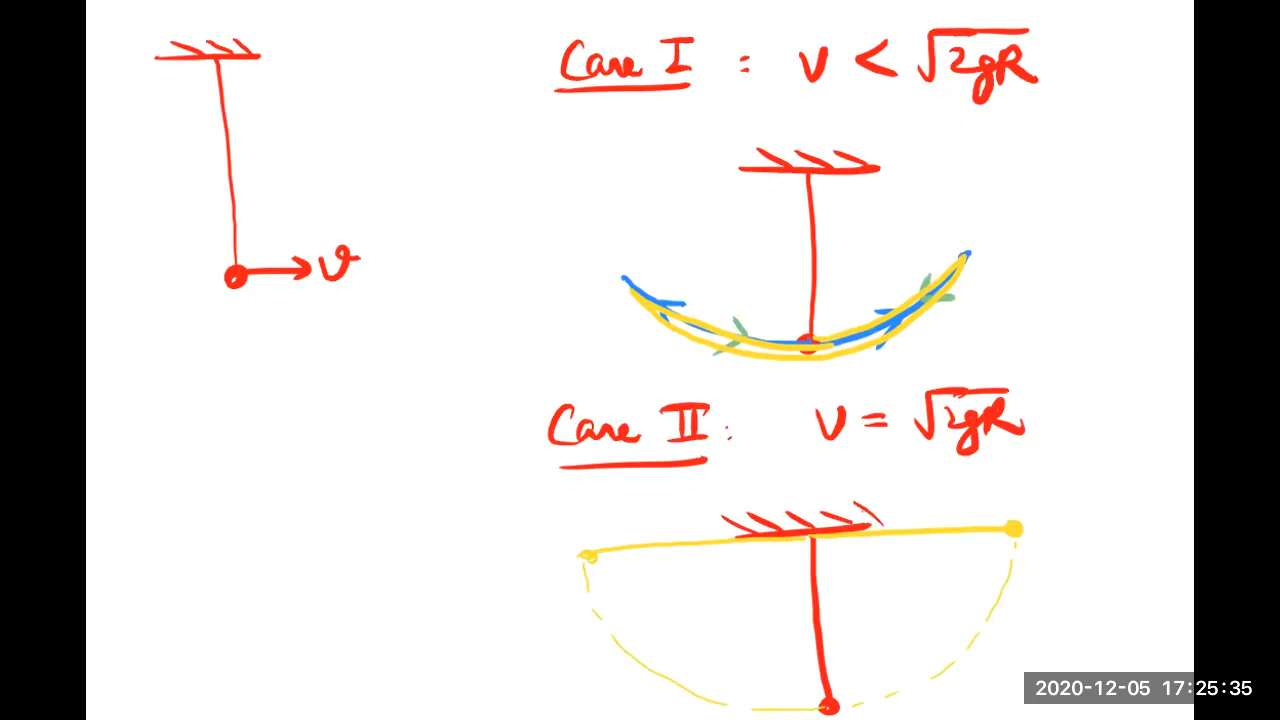 Case I : v < √2gR
v
Case II : v = √2gR
2020-12-05 17:25:35